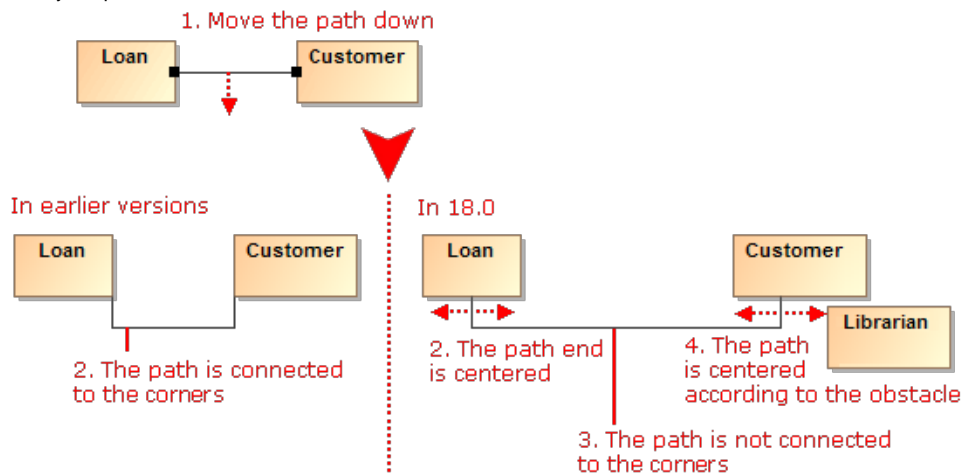 1. Move the path down
Loan
Customer
In earlier versions
In 18.0
Loan
Customer
Loan
Customer
Librarian
2. The path is connected
to the corners
2. The path end
is centered
4. The path
is centered
according to the obstacle
3. The path is not connected
to the corners